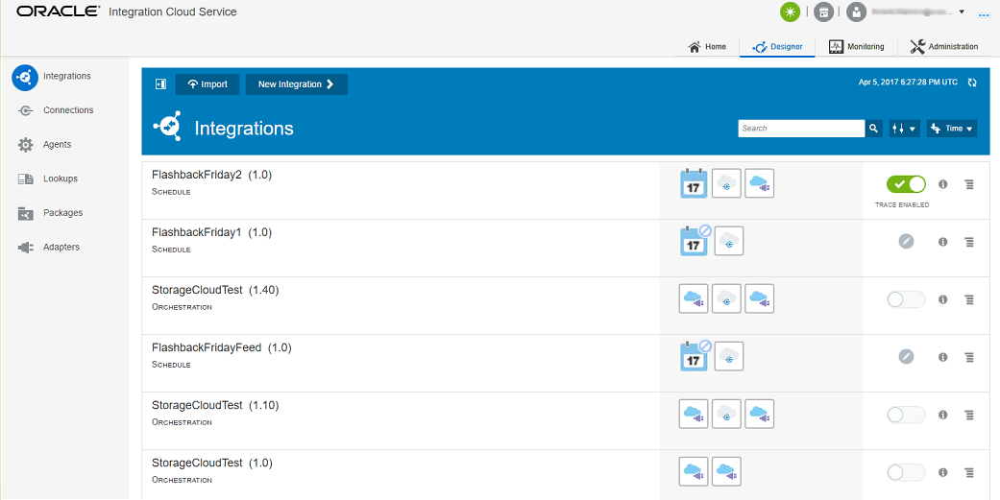 ORACLE® Integration Cloud Service
Home
Designer
Monitoring
Administration
Integrations
Connections
Agents
Lookups
Packages
Adapters
Import
New Integration
Apr 5, 2017 6:27:28 PM UTC
Integrations
Search
Time
FlashbackFriday2 (1.0)
SCHEDULE
17
TRACE ENABLED
FlashbackFriday1 (1.0)
SCHEDULE
17
StorageCloudTest (1.40)
ORCHESTRATION
FlashbackFridayFeed (1.0)
SCHEDULE
17
StorageCloudTest (1.10)
ORCHESTRATION
StorageCloudTest (1.0)
ORCHESTRATION